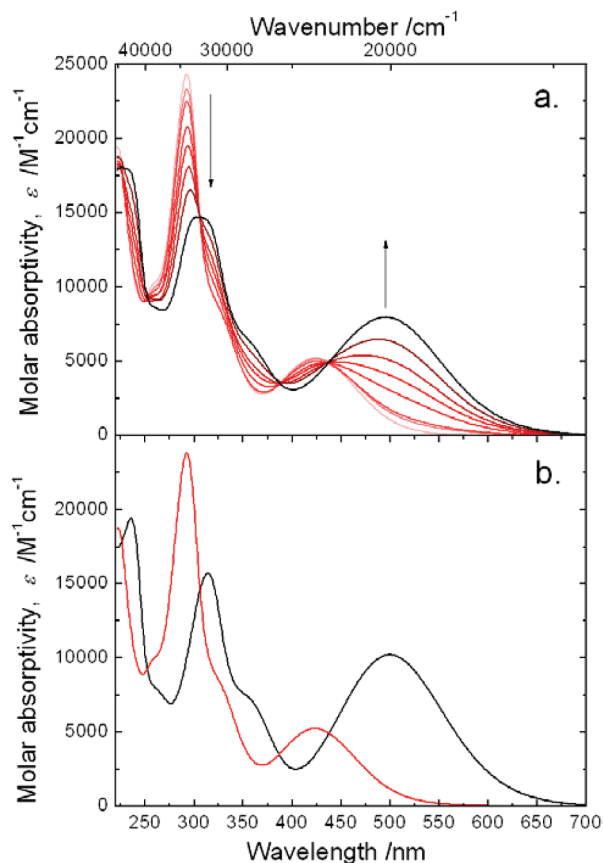 Wavenumber /cm-1
40000 30000 20000
25000
20000
15000
10000
5000
0
Molar absorptivity, ε /M-1cm-1
a.
20000
15000
10000
5000
0
Molar absorptivity, ε /M-1cm-1
b.
250 300 350 400 450 500 550 600 650 700
Wavelength /nm